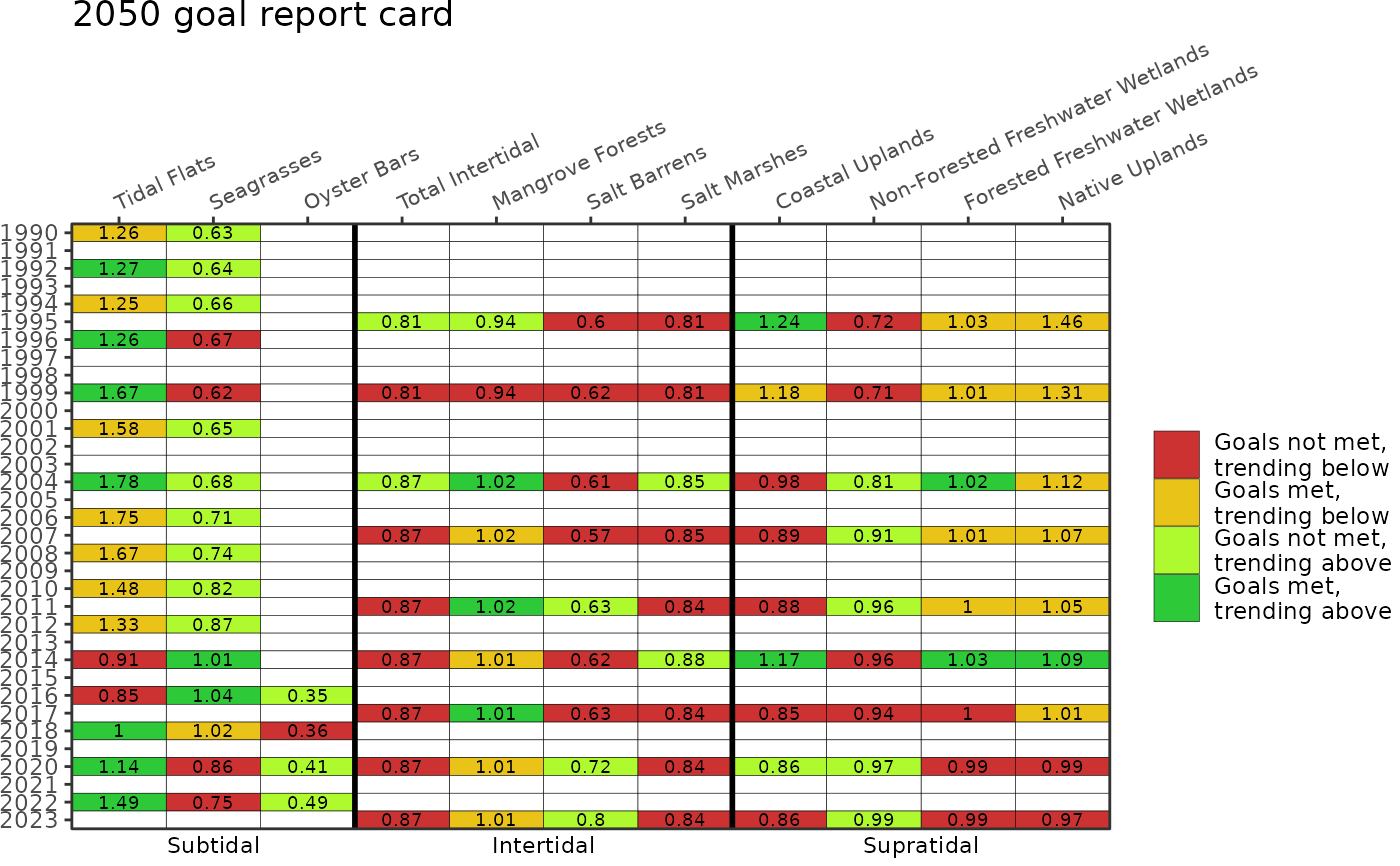 2050 goal report card
Tidal Flats
Seagrasses
Oyster Bars
Total Intertidal
Mangrove Forests
Salt Barrens
Salt Marshes
Coastal Uplands
Non-Forested Freshwater Wetlands
Forested Freshwater Wetlands
Native Uplands
1990 1.26 0.63
1991
1992 1.27 0.64
1993
1994 1.25 0.66
1995 0.81 0.94 0.6 0.81 1.24 0.72 1.03 1.46
1996 1.26 0.67
1997
1998
1999 1.67 0.62 0.81 0.94 0.62 0.81 1.18 0.71 1.01 1.31
2000
2001 1.58 0.65
2002
2003
2004 1.78 0.68 0.87 1.02 0.61 0.85 0.98 0.81 1.02 1.12
2005
2006 1.75 0.71
2007 0.87 1.02 0.57 0.85 0.89 0.91 1.01 1.07
2008 1.67 0.74
2009
2010 1.48 0.82
2011 0.87 1.02 0.63 0.84 0.88 0.96 1 1.05
2012 1.33 0.87
2013
2014 0.91 1.01 0.87 1.01 0.62 0.88 1.17 0.96 1.03 1.09
2015
2016 0.85 1.04 0.35
2017 0.87 1.01 0.63 0.84 0.85 0.94 1 1.01
2018 1 1.02 0.36
2019
2020 1.14 0.86 0.41 0.87 1.01 0.72 0.84 0.86 0.97 0.99 0.99
2021
2022 1.49 0.75 0.49
2023 0.87 1.01 0.8 0.84 0.86 0.99 0.99 0.97
Subtidal Intertidal Supratidal
Goals not met,
trending below
Goals met,
trending below
Goals not met,
trending above
Goals met,
trending above